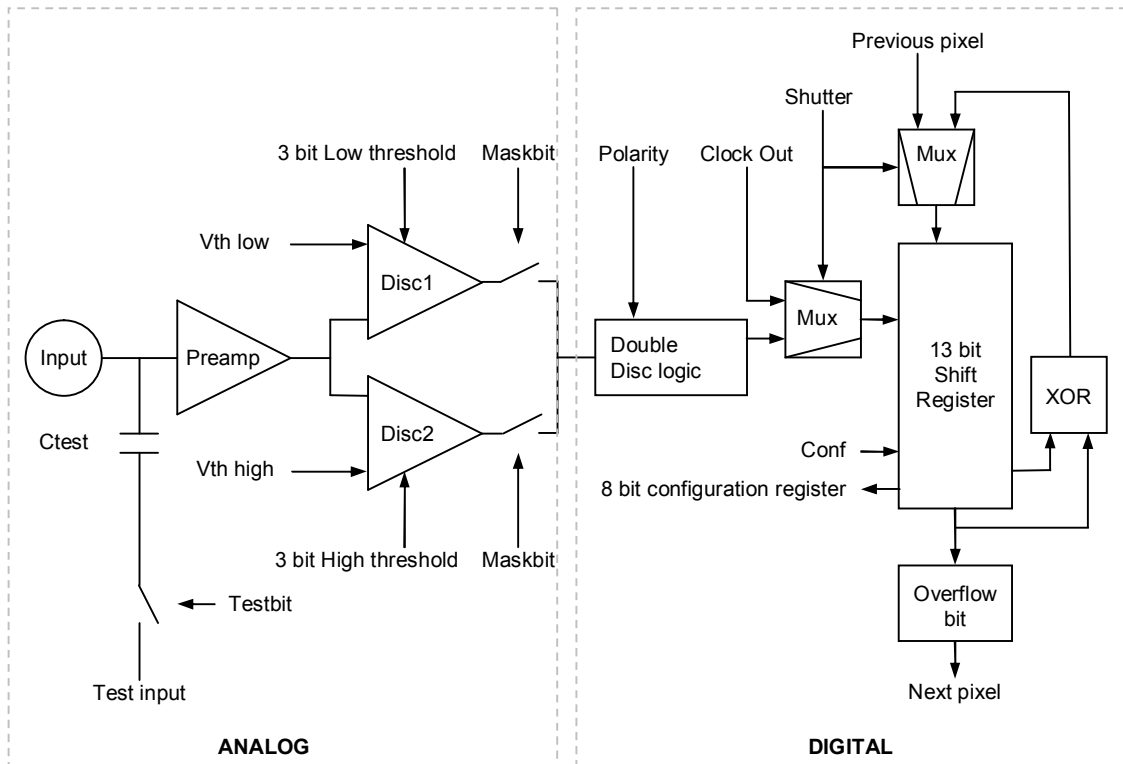 Previous pixel
Shutter
3 bit Low threshold
Maskbit
Polarity
Clock Out
Mux
Vth low
Disc1
Mux
Input
Preamp
Double
Disc logic
13 bit
Shift
Register
XOR
Ctest
Disc2
Vth high
Conf
8 bit configuration register
3 bit High threshold
Maskbit
Testbit
Overflow
bit
Test input
Next pixel
ANALOG
DIGITAL